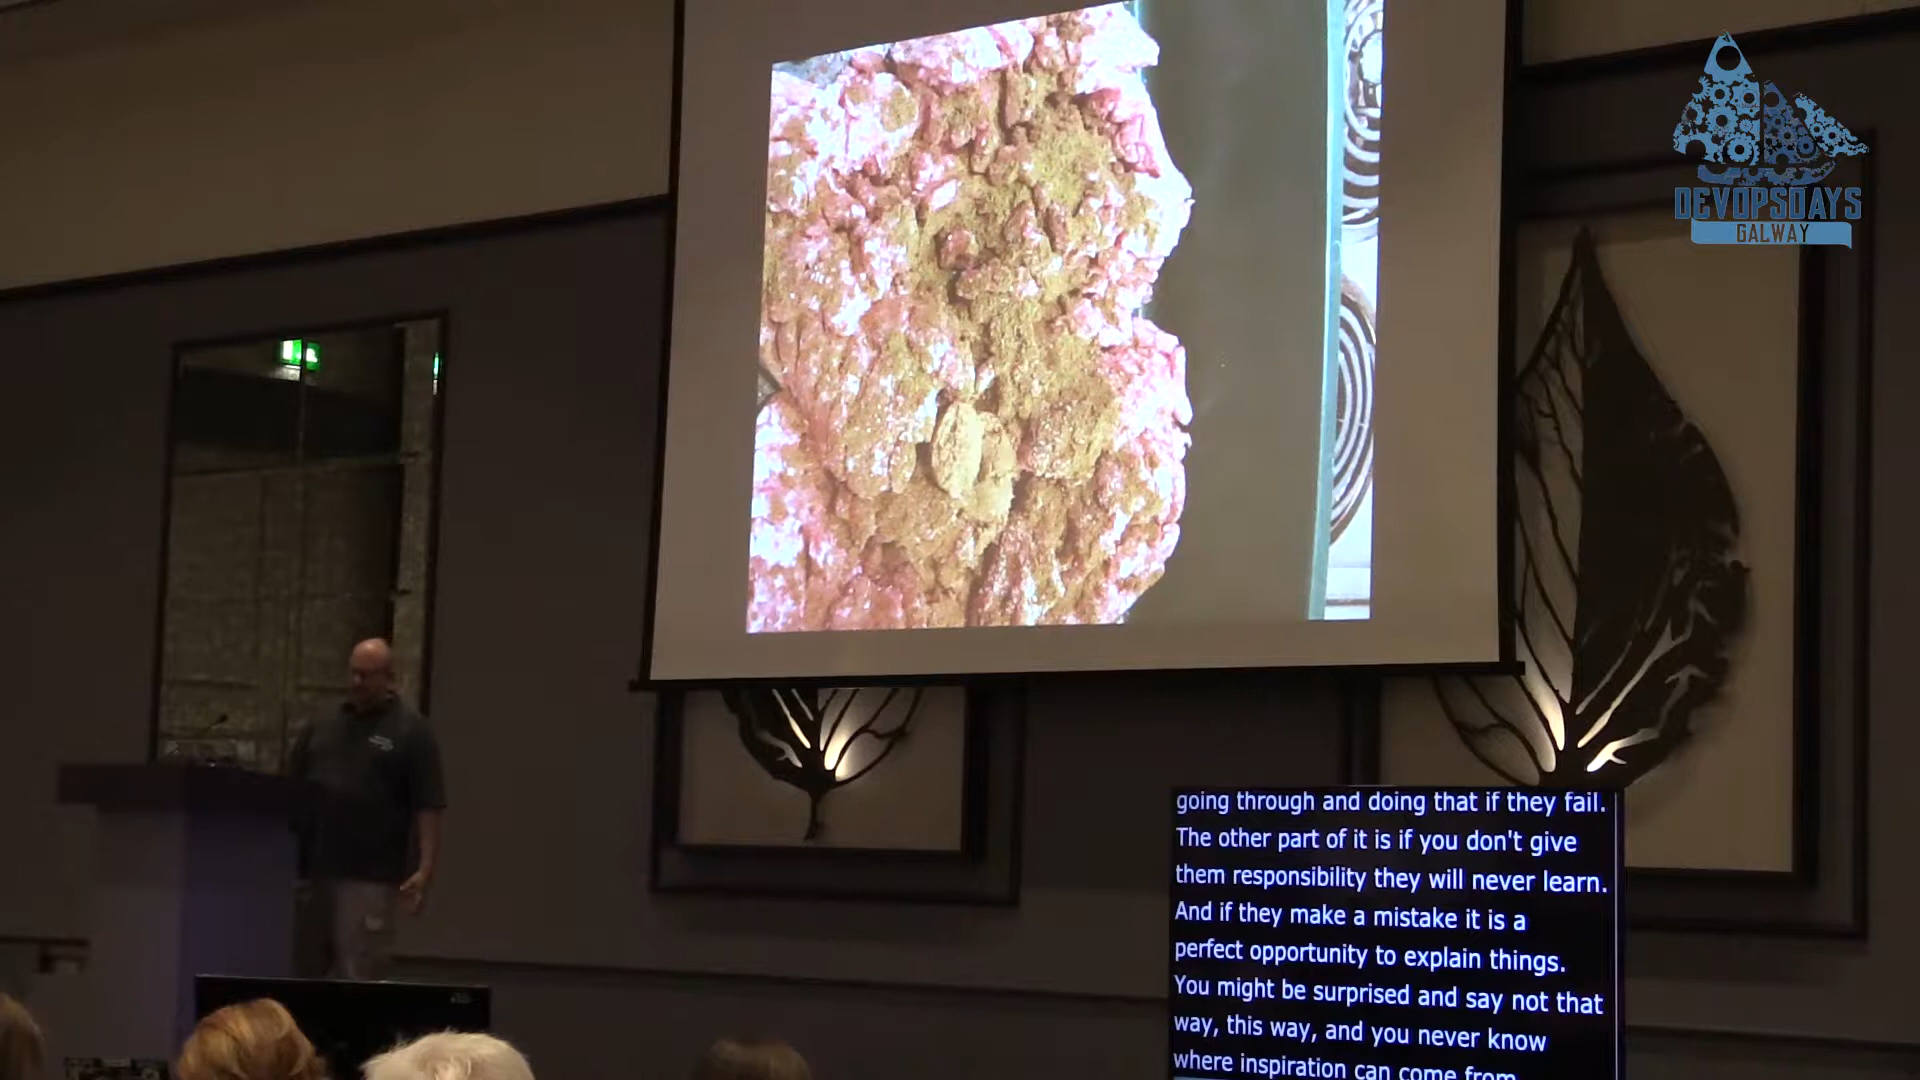 DEVOPSDAYS
GALWAY
going through and doing that if they fail.
The other part of it is if you don't give
them responsibility they will never learn.
And if they make a mistake it is a
perfect opportunity to explain things.
You might be surprised and say not that
way, this way, and you never know
where inspiration can come from